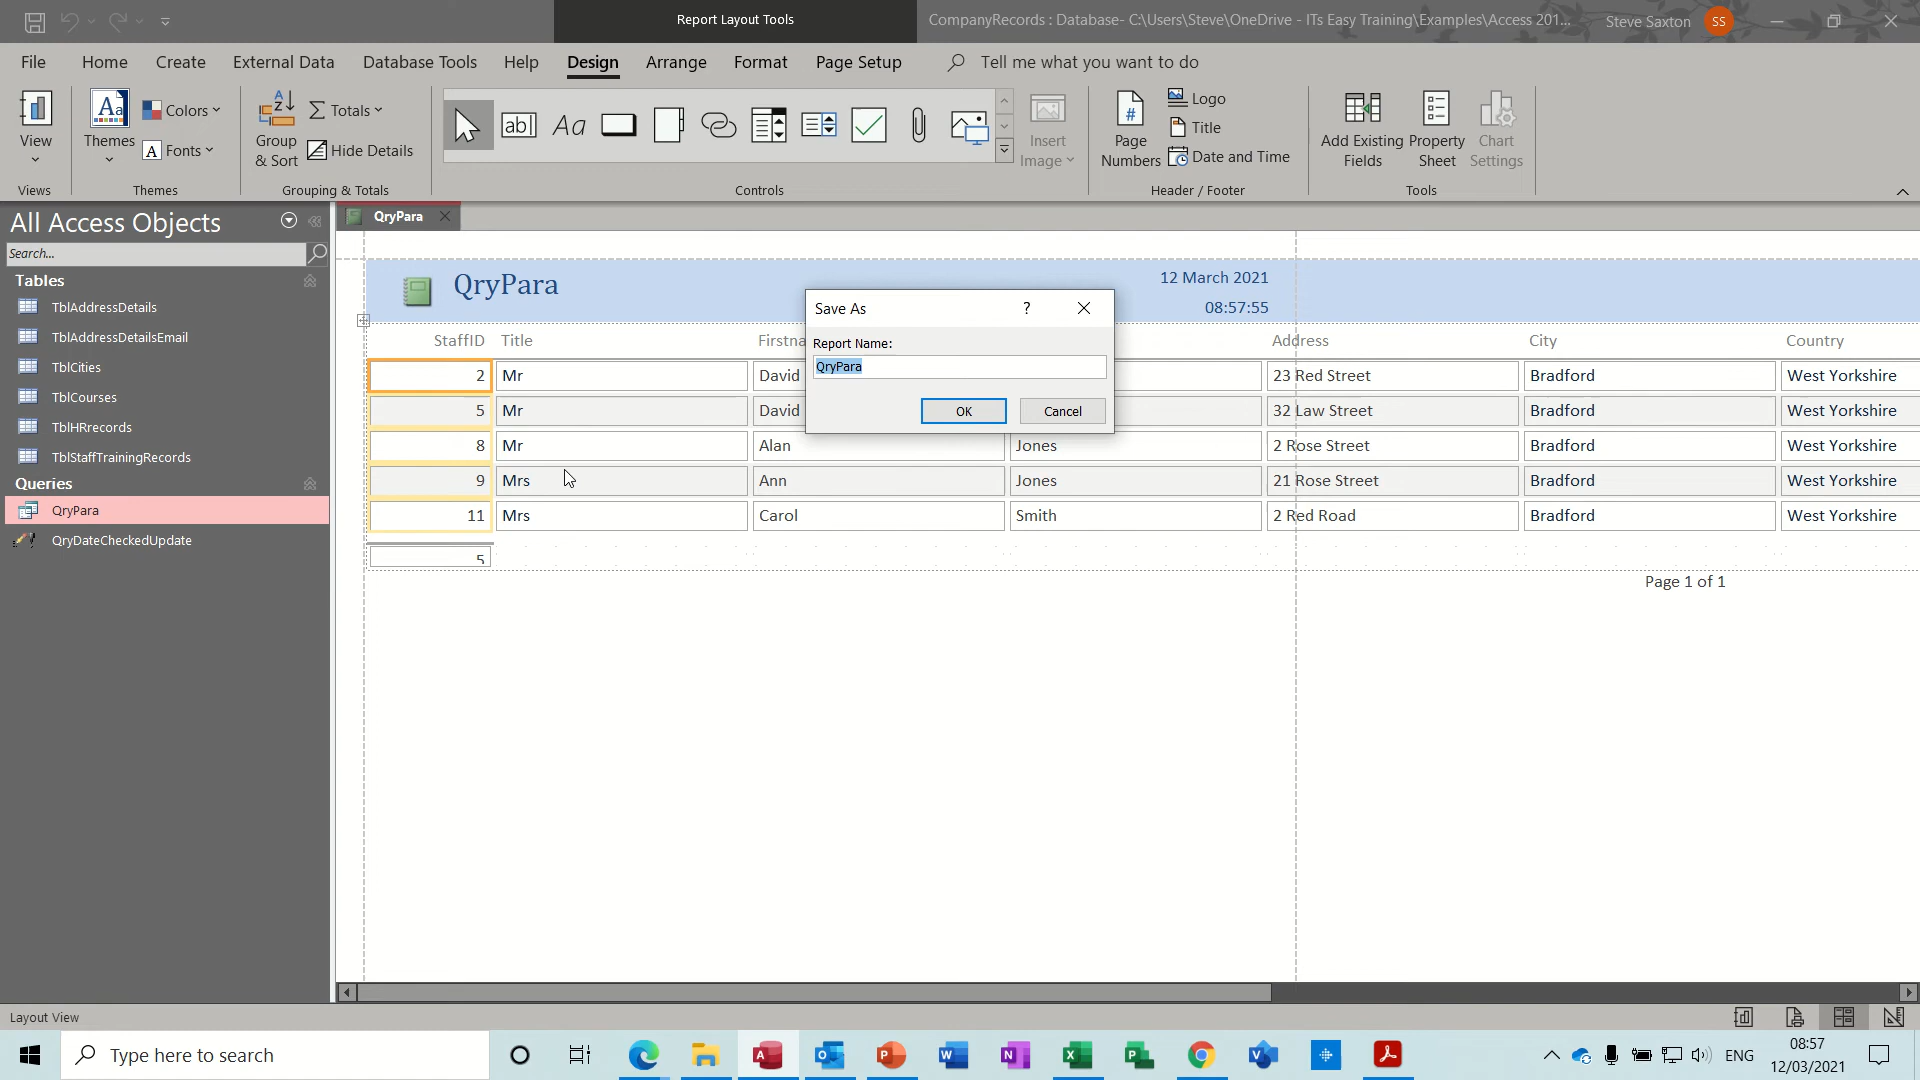 Report Layout Tools
CompanyRecords : Database- C:\Users\Steve\OneDrive - ITs Easy Training\Examples\Access 201...
Steve Saxton
SS
File Home Create External Data Database Tools Help Design Arrange Format Page Setup Tell me what you want to do
View
Views
Themes
Colors
Fonts
Themes
Group & Sort
Totals
Hide Details
Grouping & Totals
Controls
Insert Image
Page Numbers
Logo
Title
Date and Time
Header / Footer
Add Existing Fields
Property Sheet
Chart Settings
Tools
All Access Objects
Search...
Tables
TblAddressDetails
TblAddressDetailsEmail
TblCities
TblCourses
TblHRrecords
TblStaffTrainingRecords
Queries
QryPara
QryDateCheckedUpdate
QryPara
QryPara
12 March 2021
08:57:55
StaffID Title Firstna Address City Country
2 Mr David 23 Red Street Bradford West Yorkshire
5 Mr David 32 Law Street Bradford West Yorkshire
8 Mr Alan Jones 2 Rose Street Bradford West Yorkshire
9 Mrs Ann Jones 21 Rose Street Bradford West Yorkshire
11 Mrs Carol Smith 2 Red Road Bradford West Yorkshire
5
Page 1 of 1
Save As
?
Report Name:
QryPara
OK
Cancel
Layout View
Type here to search
ENG
08:57
12/03/2021